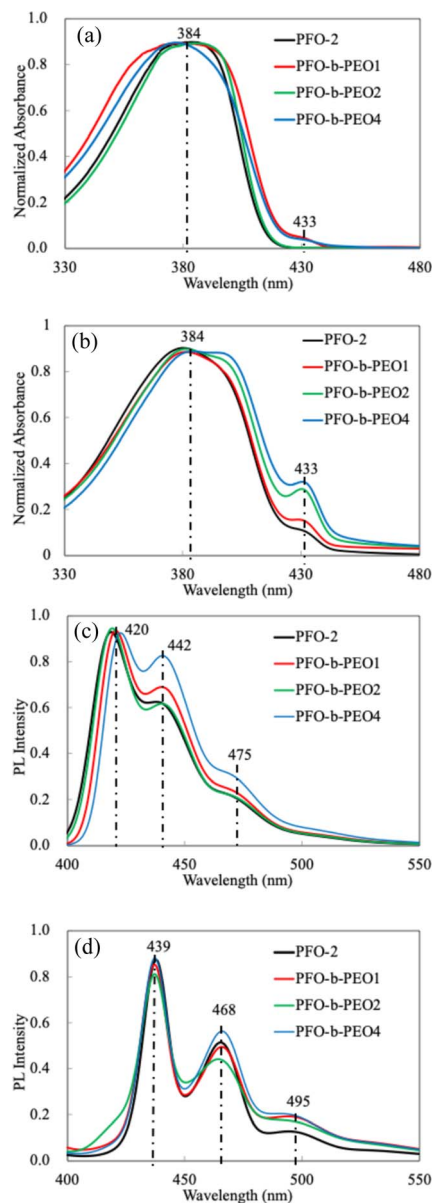 (a)
384
PFO-2
PFO-b-PEO1
PFO-b-PEO2
PFO-b-PEO4
433
Normalized Absorbance
1.0
0.8
0.6
0.4
0.2
0.0
330 380 430 480
Wavelength (nm)
(b)
384
PFO-2
PFO-b-PEO1
PFO-b-PEO2
PFO-b-PEO4
433
Normalized Absorbance
1
0.8
0.6
0.4
0.2
0
330 380 430 480
Wavelength (nm)
(c)
420
442
475
PFO-2
PFO-b-PEO1
PFO-b-PEO2
PFO-b-PEO4
PL Intensity
1.0
0.8
0.6
0.4
0.2
0.0
400 450 500 550
Wavelength (nm)
(d)
439
468
495
PFO-2
PFO-b-PEO1
PFO-b-PEO2
PFO-b-PEO4
PL Intensity
1.0
0.8
0.6
0.4
0.2
0.0
400 450 500 550
Wavelength (nm)